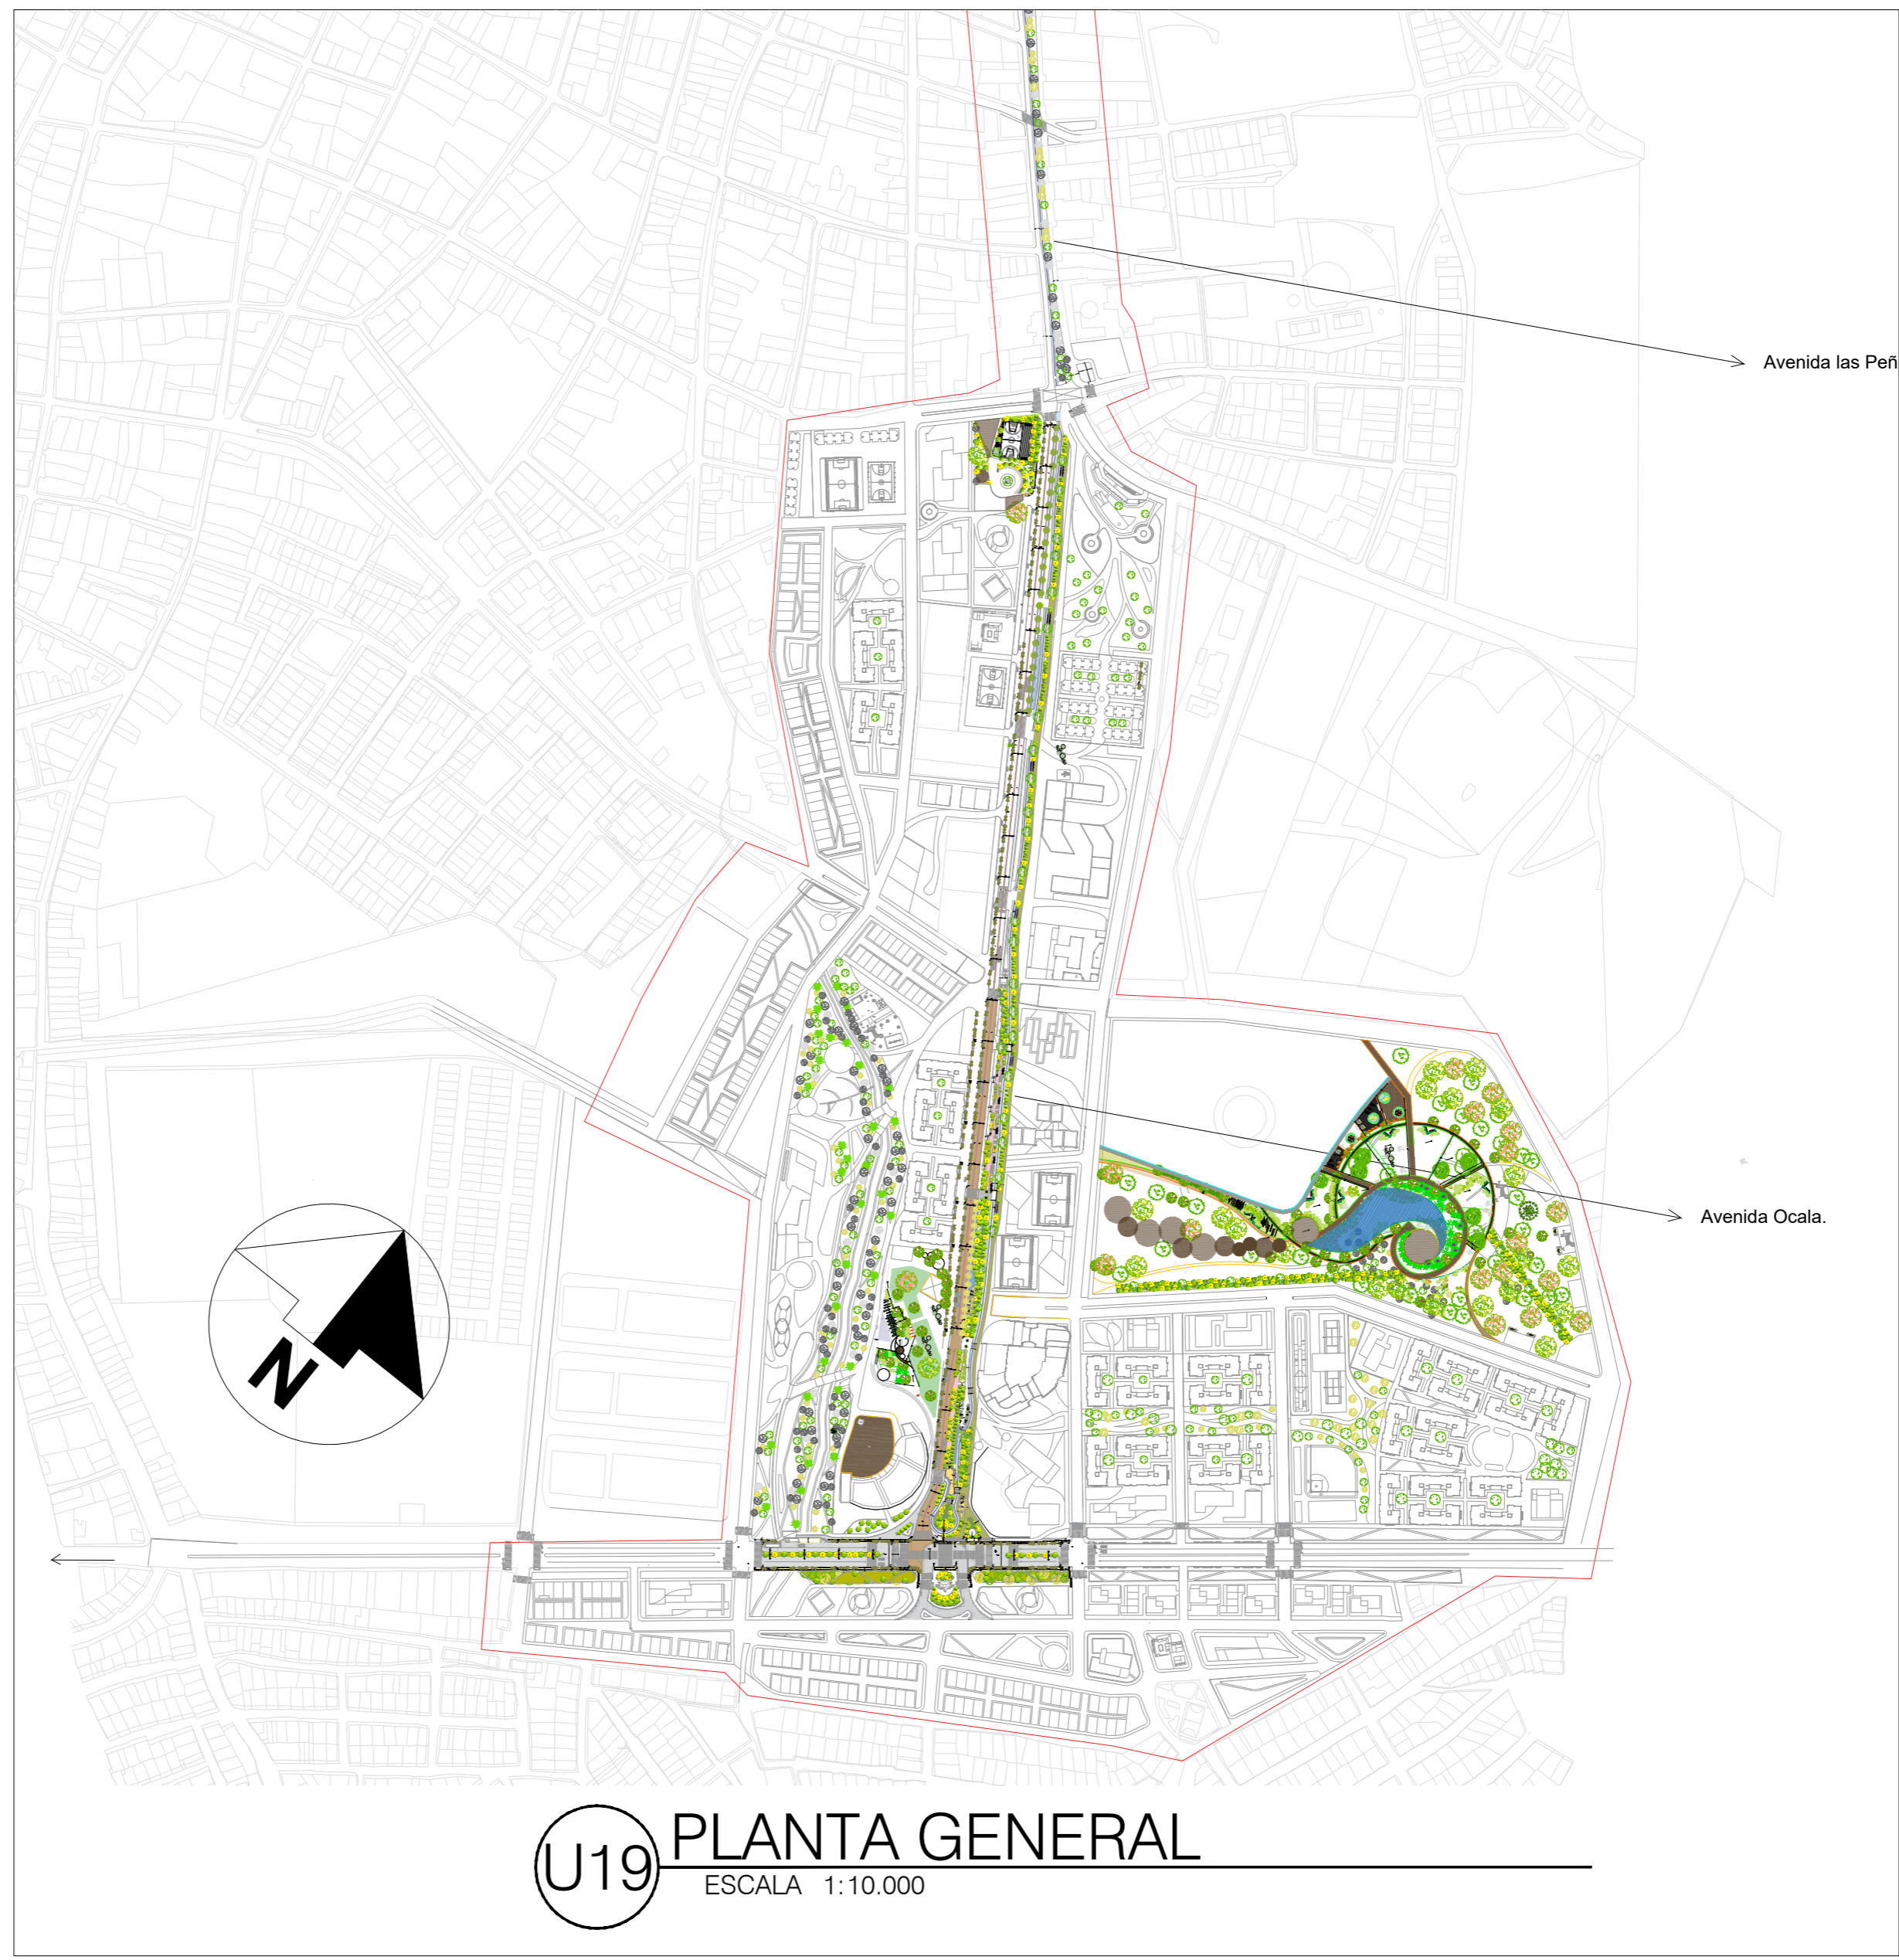 Avenida las Peñ
Avenida Ocala.
N
U19
PLANTA GENERAL
ESCALA 1:10.000